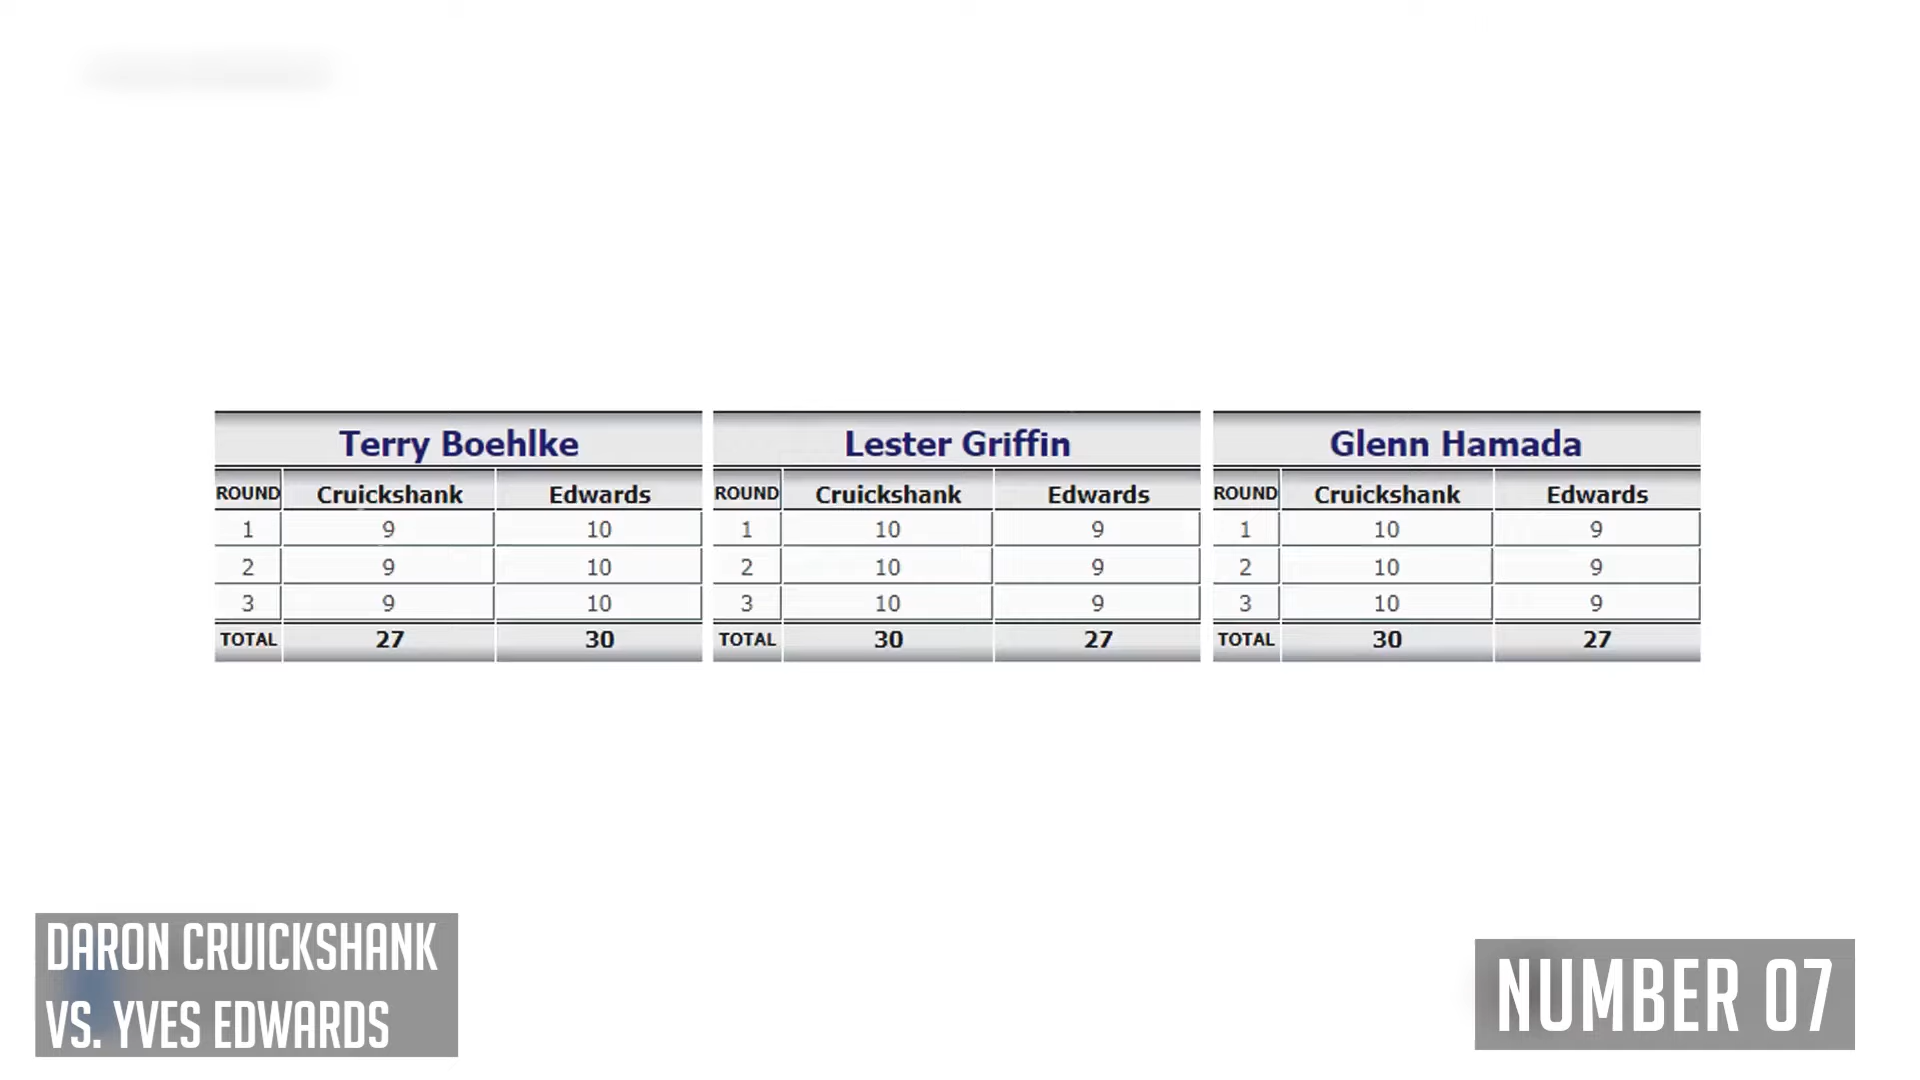 Terry Boehlke
ROUND Cruickshank Edwards
1 9 10
2 9 10
3 9 10
TOTAL 27 30
Lester Griffin
ROUND Cruickshank Edwards
1 10 9
2 10 9
3 10 9
TOTAL 30 27
Glenn Hamada
ROUND Cruickshank Edwards
1 10 9
2 10 9
3 10 9
TOTAL 30 27
DARON CRUICKSHANK
VS. YVES EDWARDS
NUMBER 07